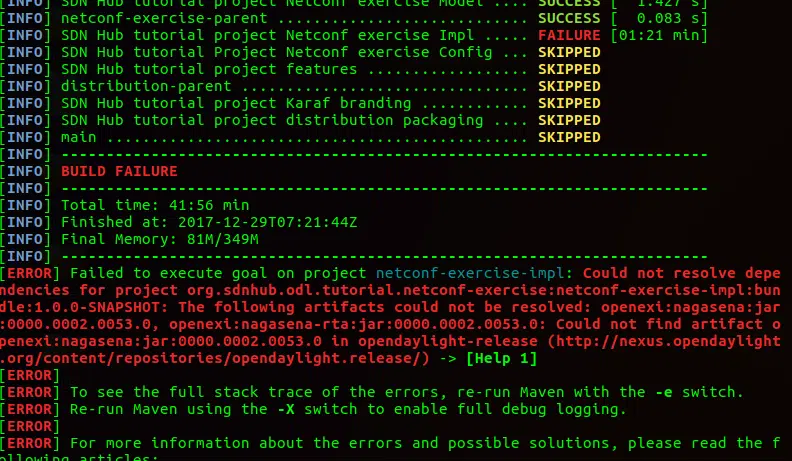 [INFO] SDN Hub tutorial project Netconf exercise Model .... SUCCESS [  1.427 s]
[INFO] netconf-exercise-parent ............................ SUCCESS [  0.083 s]
[INFO] SDN Hub tutorial project Netconf exercise Impl ..... FAILURE [01:21 min]
[INFO] SDN Hub tutorial Project Netconf exercise Config ... SKIPPED
[INFO] SDN Hub tutorial project features .................. SKIPPED
[INFO] distribution-parent ................................ SKIPPED
[INFO] SDN Hub tutorial project Karaf branding ............ SKIPPED
[INFO] SDN Hub tutorial project distribution packaging .... SKIPPED
[INFO] main ............................................... SKIPPED
[INFO] ------------------------------------------------------------------------
[INFO] BUILD FAILURE
[INFO] ------------------------------------------------------------------------
[INFO] Total time: 41:56 min
[INFO] Finished at: 2017-12-29T07:21:44Z
[INFO] Final Memory: 81M/349M
[INFO] ------------------------------------------------------------------------
[ERROR] Failed to execute goal on project netconf-exercise-impl: Could not resolve depe
ndencies for project org.sdnhub.odl.tutorial.netconf-exercise:netconf-exercise-impl:bun
dle:1.0.0-SNAPSHOT: The following artifacts could not be resolved: openexi:nagasena:jar
:0000.0002.0053.0, openexi:nagasena-rta:jar:0000.0002.0053.0: Could not find artifact o
penexi:nagasena:jar:0000.0002.0053.0 in opendaylight-release (http://nexus.opendaylight
.org/content/repositories/opendaylight.release/) -> [Help 1]
[ERROR]
[ERROR] To see the full stack trace of the errors, re-run Maven with the -e switch.
[ERROR] Re-run Maven using the -X switch to enable full debug logging.
[ERROR]
[ERROR] For more information about the errors and possible solutions, please read the f
ollowing articles: